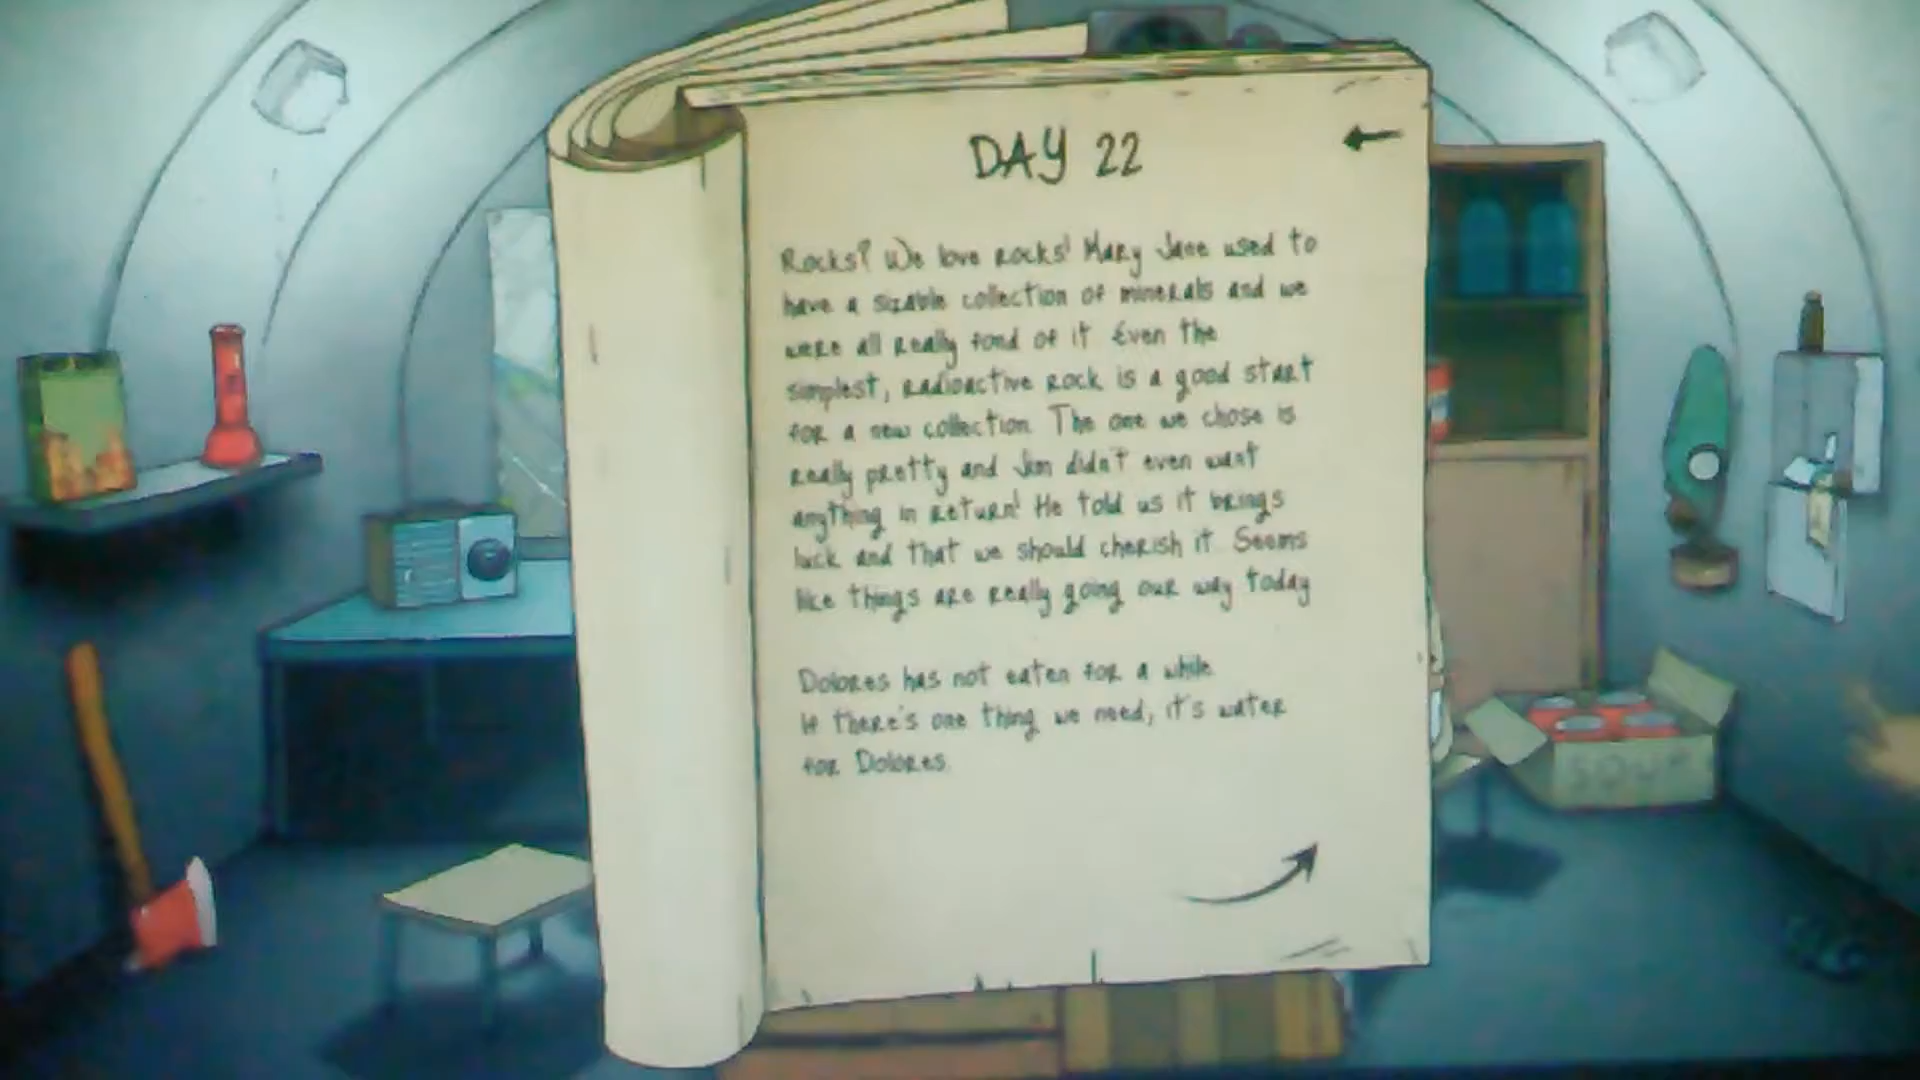 DAY 22
Rocks? We love rocks! Mary Jane used to
have a sizable collection of minerals and we
were all really fond of it. Even the
simplest, radioactive rock is a good start
for a new collection. The one we chose is
really pretty and Jim didn't even want
anything in return! He told us it brings
luck and that we should cherish it. Seems
like things are really going our way today
Dolores has not eaten for a while.
If there's one thing we need, it's water
for Dolores.
SOUP